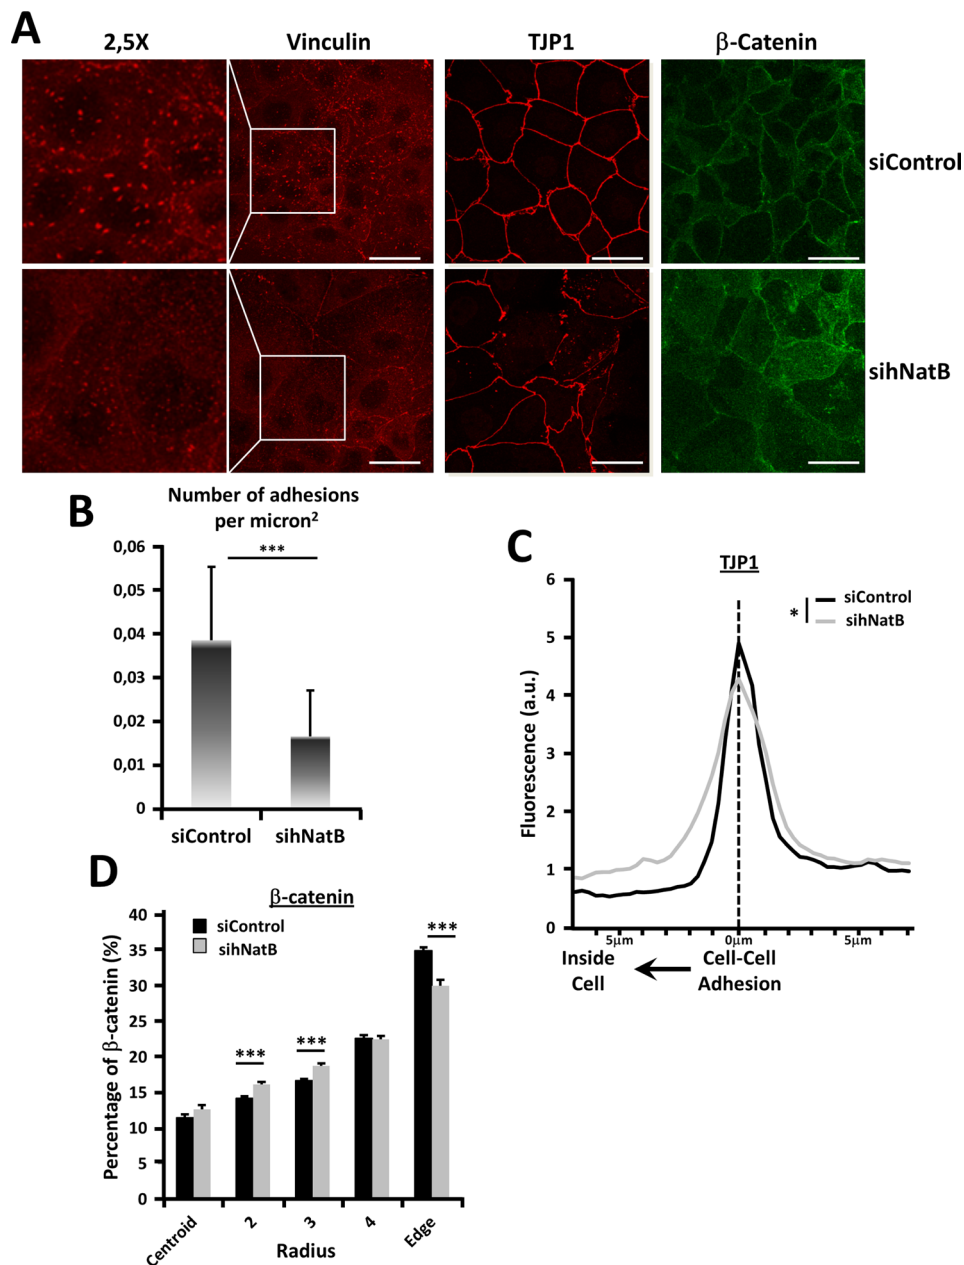 A
2,5X
Vinculin
TJP1
β-Catenin
siControl
sihNatB
B
Number of adhesions
per micron²
***
0,06
0,05
0,04
0,03
0,02
0,01
0
siControl
sihNatB
C
TJP1
siControl
sihNatB
*
Fluorescence (a.u.)
6
5
4
3
2
1
0
5μm
0μm
5μm
Inside
Cell
Cell-Cell
Adhesion
D
β-catenin
siControl
sihNatB
***
***
***
Percentage of β-catenin (%)
40
35
30
25
20
15
10
5
0
Centroid
2
3
4
Edge
Radius